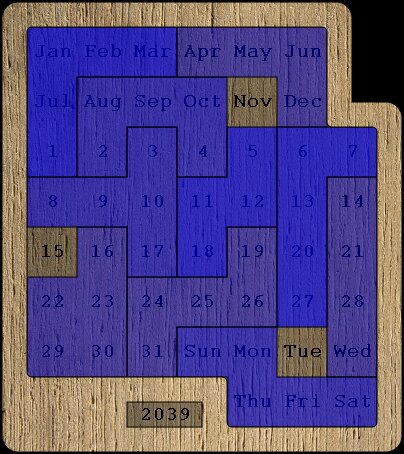 Jan Feb Mar Apr May Jun
Jul Aug Sep Oct Nov Dec
1 2 3 4 5 6 7
8 9 10 11 12 13 14
15 16 17 18 19 20 21
22 23 24 25 26 27 28
29 30 31 Sun Mon Tue Wed
Thu Fri Sat
2039